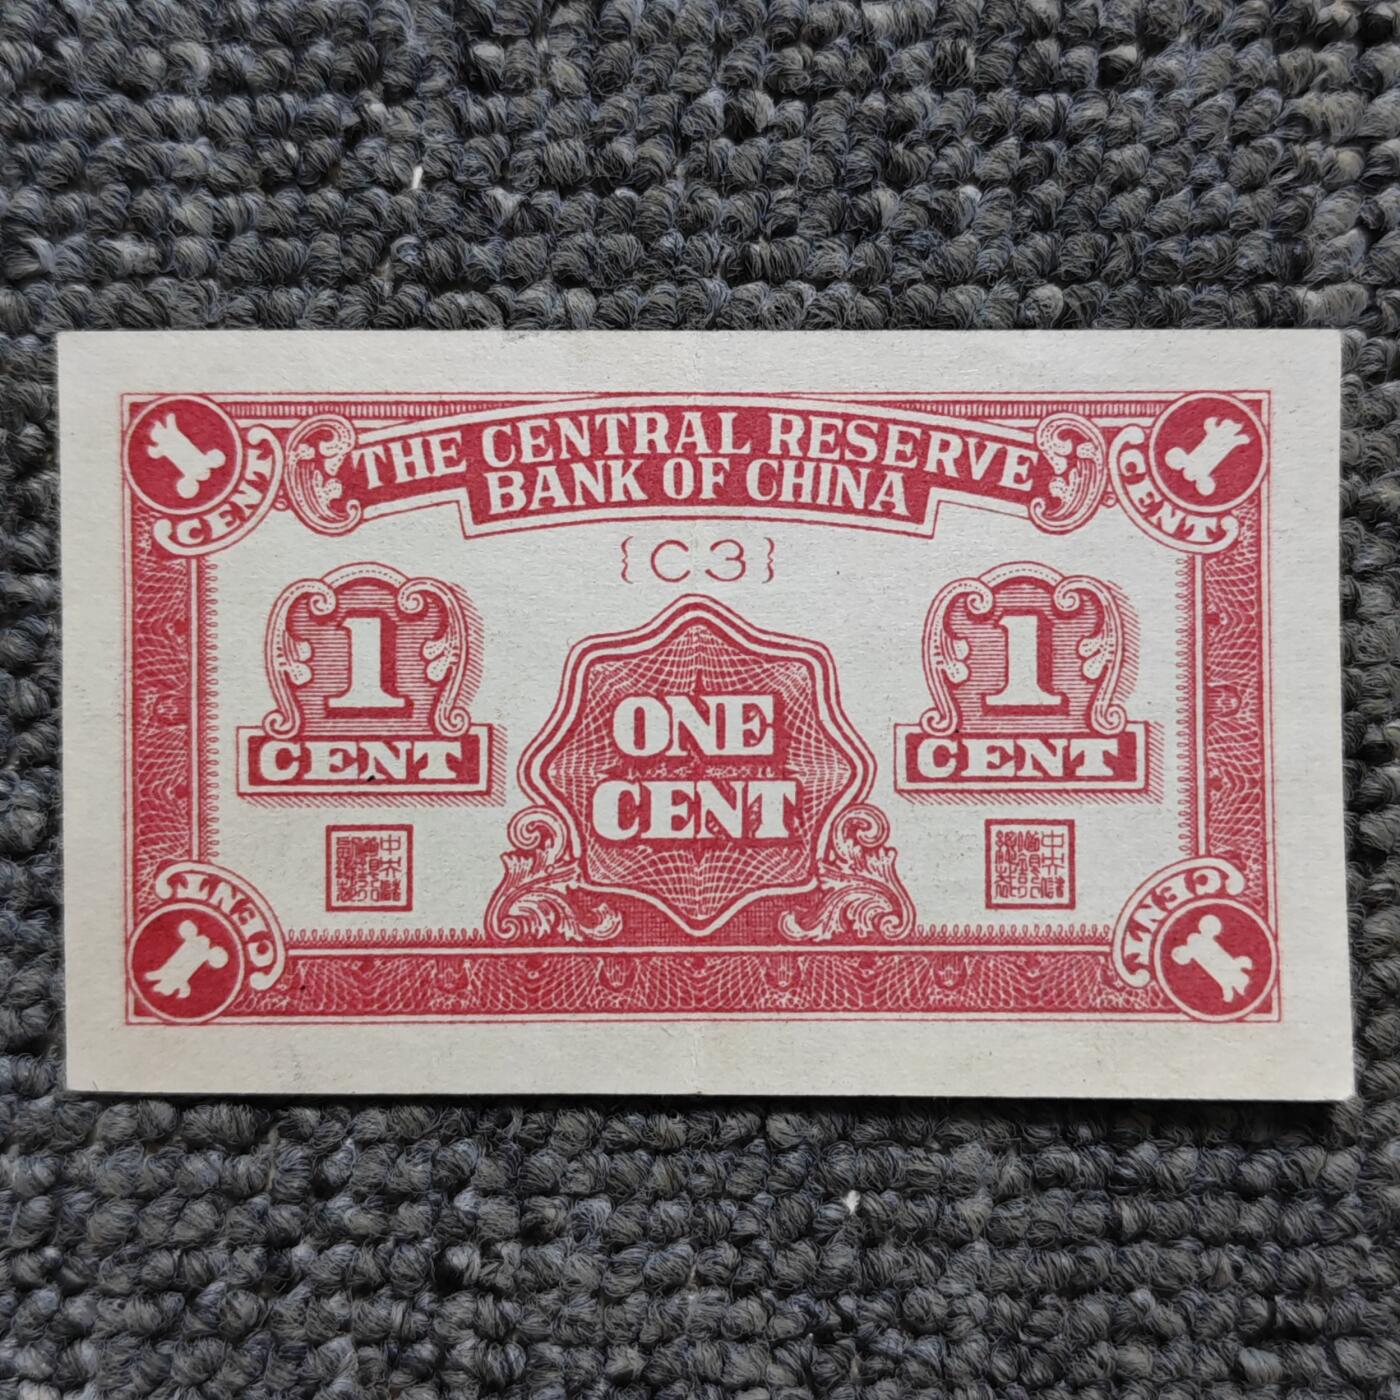 THE CENTRAL RESERVE
BANK OF CHINA
{C3}
CENT
CENT
1
CENT
ONE
CENT
1
CENT
CENT
CENT